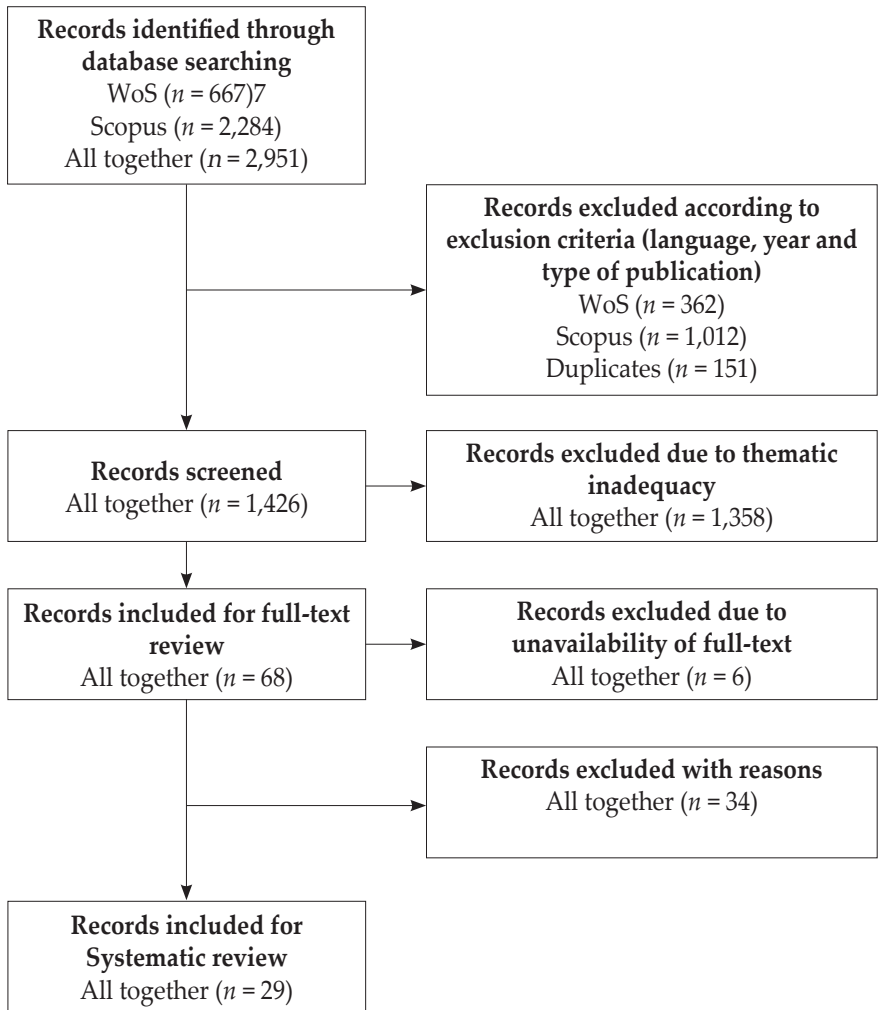 Records identified through
database searching
WoS (n = 667)7
Scopus (n = 2,284)
All together (n = 2,951)
Records excluded according to
exclusion criteria (language, year and
type of publication)
WoS (n = 362)
Scopus (n = 1,012)
Duplicates (n = 151)
Records screened
All together (n = 1,426)
Records excluded due to thematic
inadequacy
All together (n = 1,358)
Records included for full-text
review
All together (n = 68)
Records excluded due to
unavailability of full-text
All together (n = 6)
Records excluded with reasons
All together (n = 34)
Records included for
Systematic review
All together (n = 29)